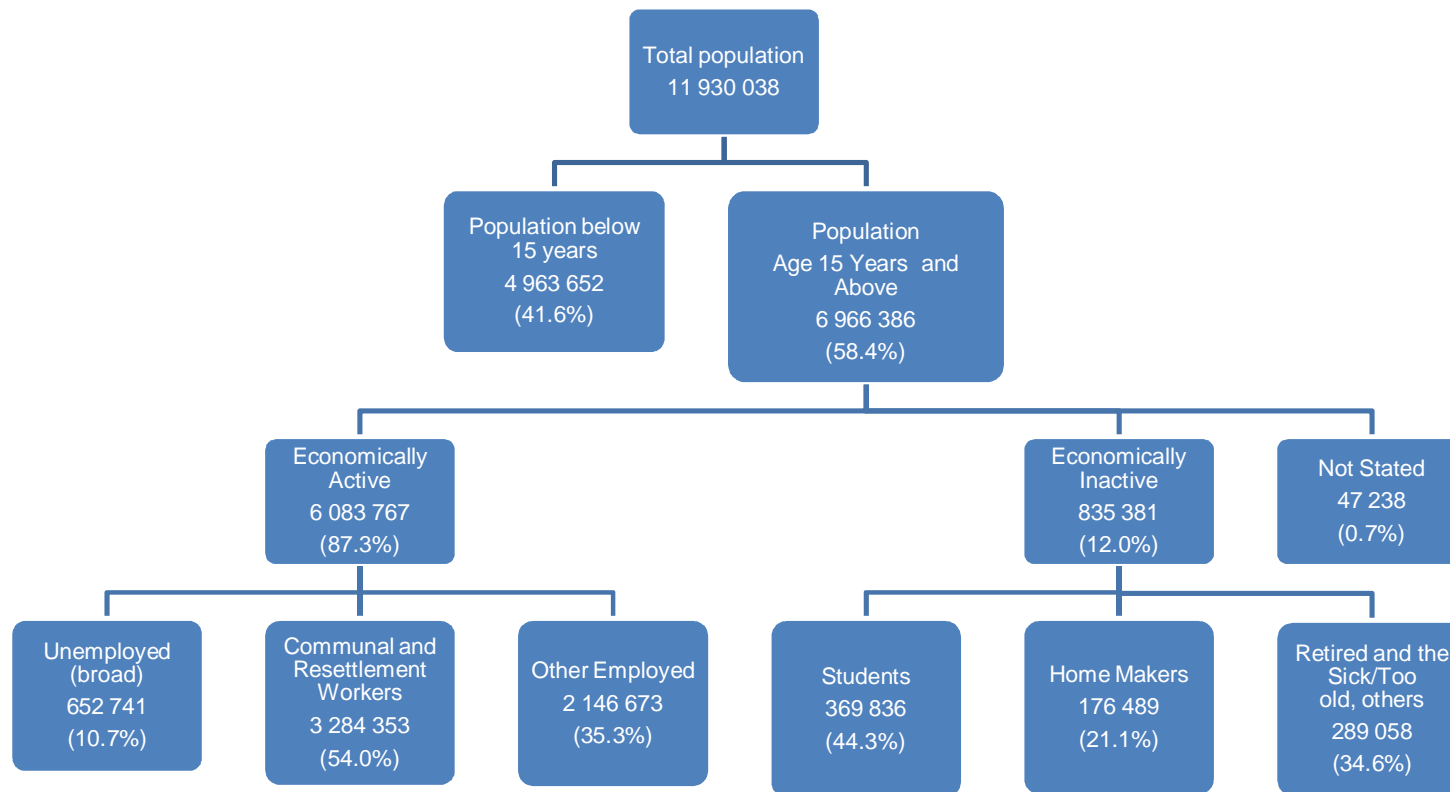 Total population
11 930 038
Population below
15 years
4 963 652
(41.6%)
Population
Age 15 Years and
Above
6 966 386
(58.4%)
Economically
Active
6 083 767
(87.3%)
Economically
Inactive
835 381
(12.0%)
Not Stated
47 238
(0.7%)
Unemployed
(broad)
652 741
(10.7%)
Communal and
Resettlement
Workers
3 284 353
(54.0%)
Other Employed
2 146 673
(35.3%)
Students
369 836
(44.3%)
Home Makers
176 489
(21.1%)
Retired and the
Sick/Too
old, others
289 058
(34.6%)